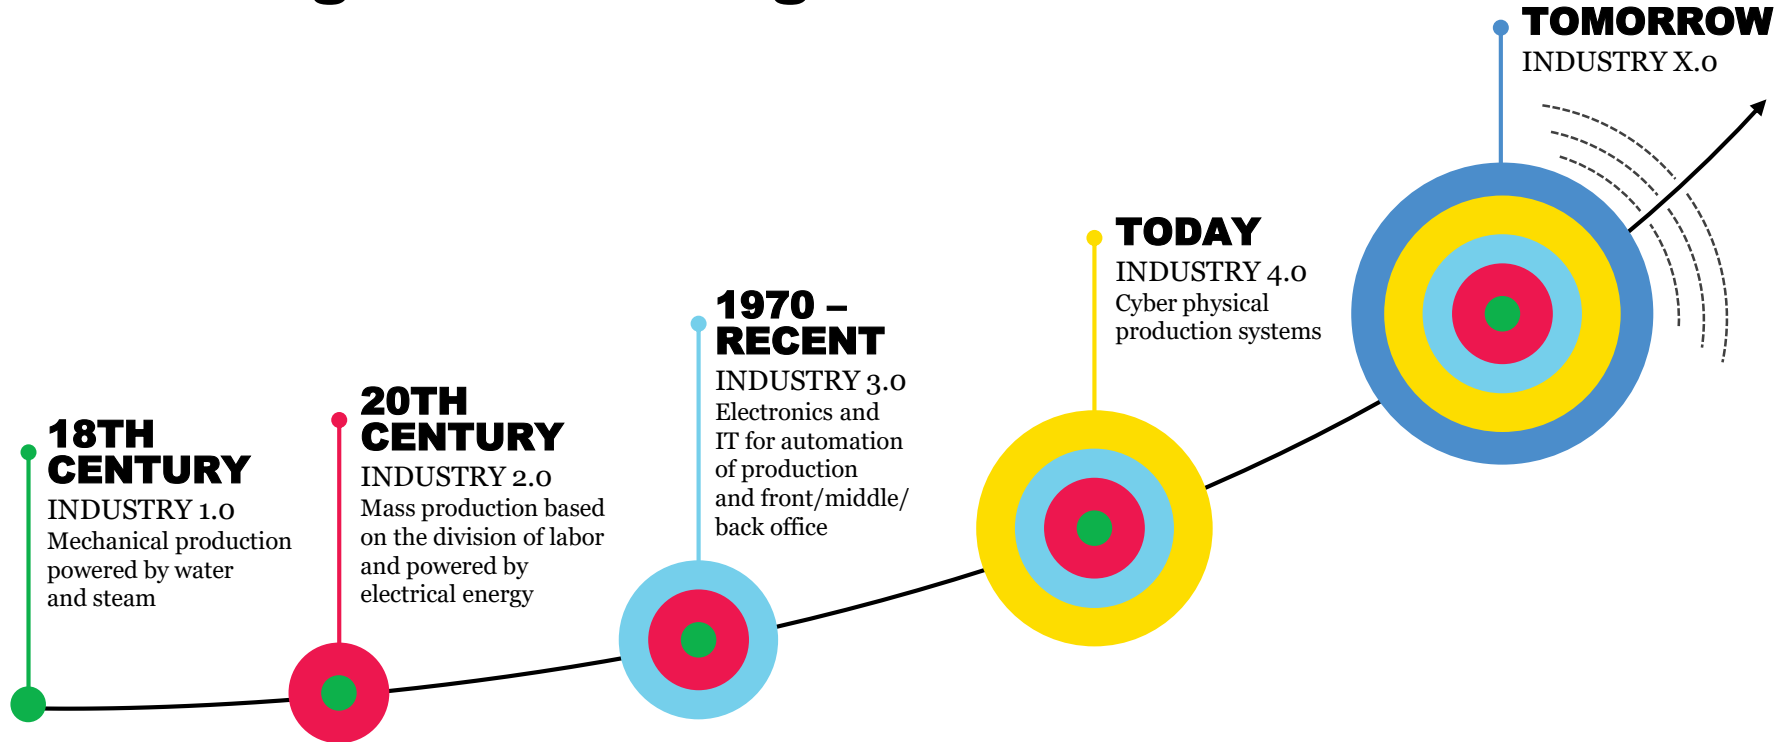 18TH
CENTURY
INDUSTRY 1.0
Mechanical production
powered by water
and steam
20TH
CENTURY
INDUSTRY 2.0
Mass production based
on the division of labor
and powered by
electrical energy
1970 –
RECENT
INDUSTRY 3.0
Electronics and
IT for automation
of production
and front/middle/
back office
TODAY
INDUSTRY 4.0
Cyber physical
production systems
TOMORROW
INDUSTRY X.0